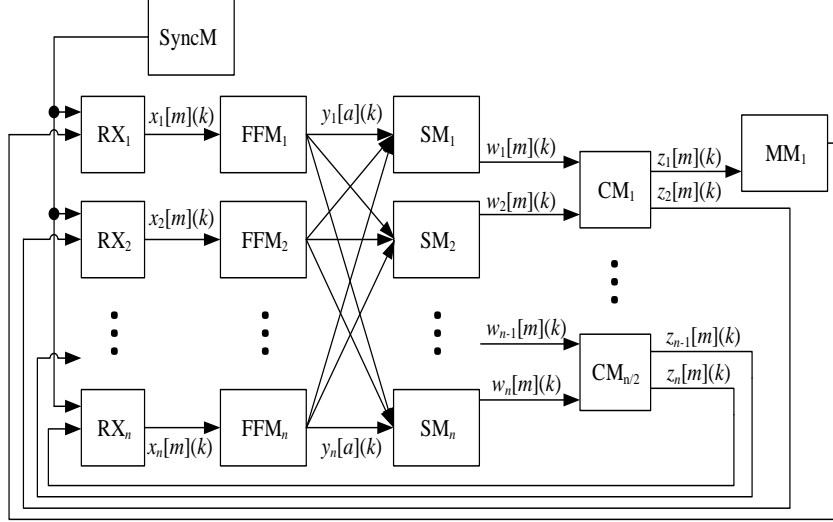 SyncM
RX₁
x₁[m](k)
FFM₁
y₁[a](k)
SM₁
w₁[m](k)
CM₁
z₁[m](k)
z₂[m](k)
MM₁
RX₂
x₂[m](k)
FFM₂
SM₂
w₂[m](k)
wₙ₋₁[m](k)
CMₙ/₂
zₙ₋₁[m](k)
zₙ[m](k)
RXₙ
xₙ[m](k)
FFMₙ
yₙ[a](k)
SMₙ
wₙ[m](k)